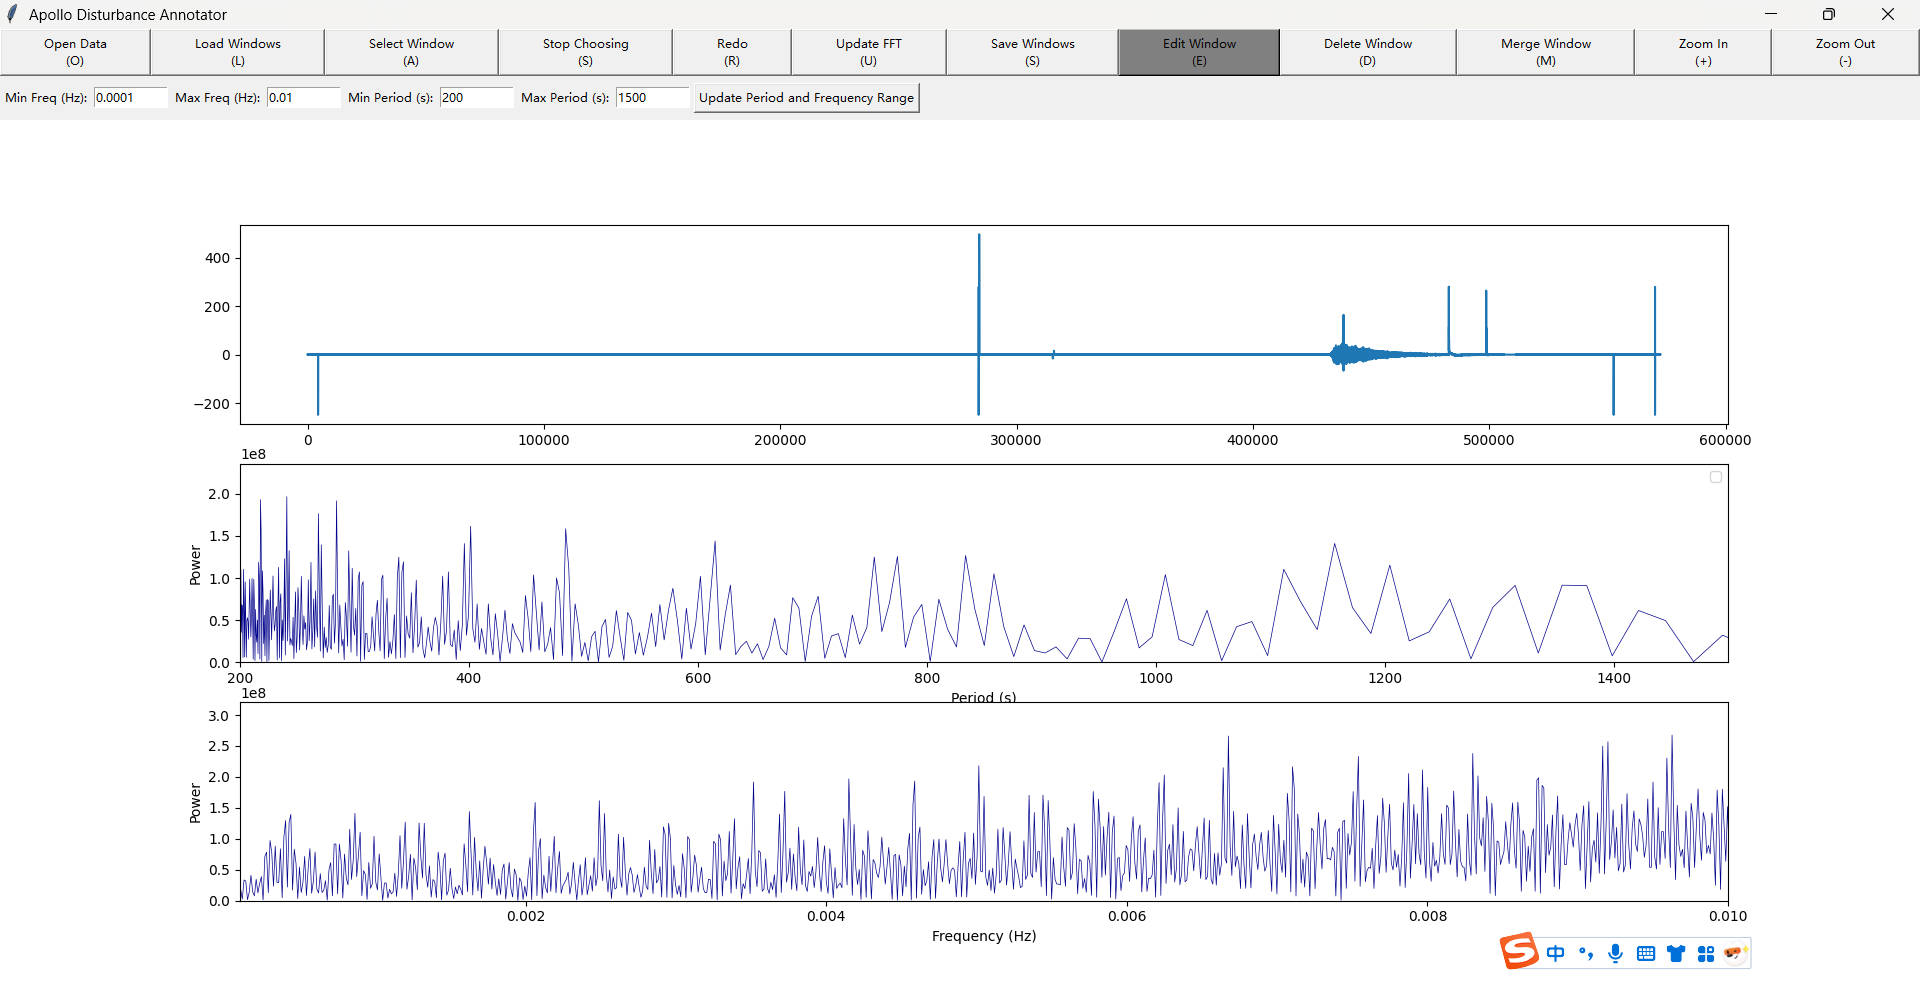 Apollo Disturbance Annotator
Open Data Load Windows Select Window Stop Choosing Redo Update FFT Save Windows Edit Window Delete Window Merge Window Zoom In Zoom Out
(O) (L) (A) (S) (R) (U) (S) (E) (D) (M) (+) (-)
Min Freq (Hz): 0.0001 Max Freq (Hz): 0.01 Min Period (s): 200 Max Period (s): 1500 Update Period and Frequency Range
400
200
0
−200
0 100000 200000 300000 400000 500000 600000
1e8
2.0
1.5
1.0
0.5
0.0
Power
200 400 600 800 1000 1200 1400
Period (s)
1e8
3.0
2.5
2.0
1.5
1.0
0.5
0.0
Power
0.002 0.004 0.006 0.008 0.010
Frequency (Hz)
S 中